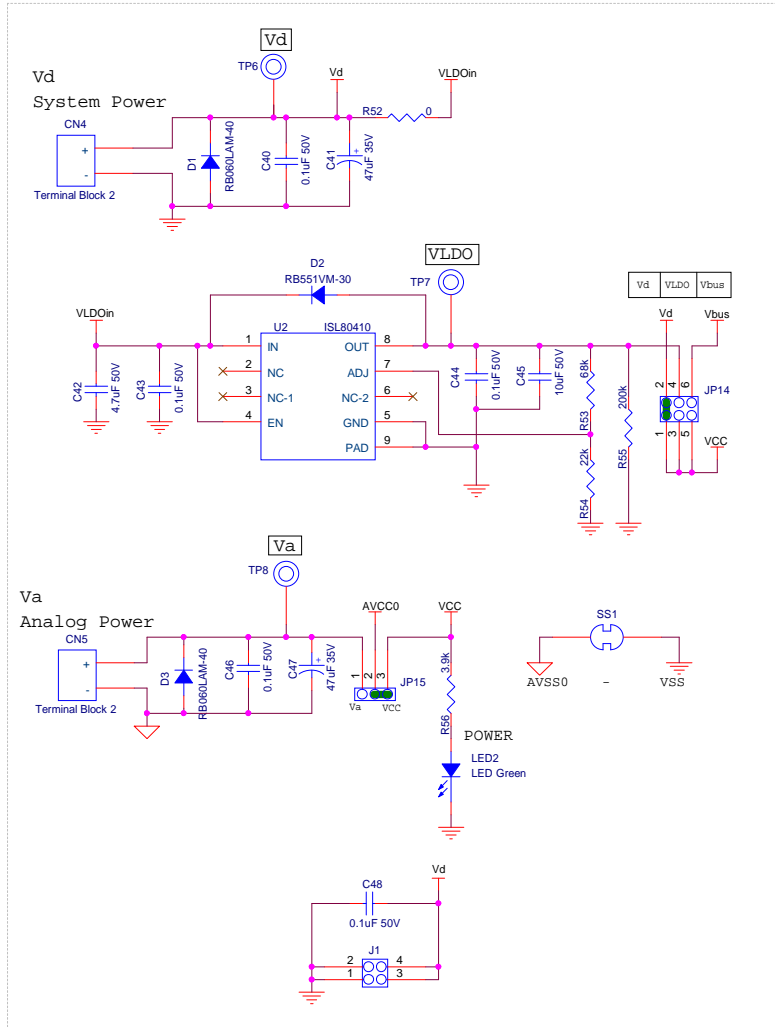 Vd
TP6
Vd
VLDOin
Vd
System Power
R52
0
CN4
+
-
Terminal Block 2
D1
RB060LAM-40
C40
0.1uF 50V
C41
47uF 35V
+
VLDO
D2
RB551VM-30
TP7
Vd VLDO Vbus
VLDOin
U2
ISL80410
Vd
Vbus
1 IN OUT 8
2 NC ADJ 7
3 NC-1 NC-2 6
4 EN GND 5
PAD 9
C42
4.7uF 50V
C43
0.1uF 50V
C44
0.1uF 50V
C45
10uF 50V
68k
R53
22k
R54
200k
R55
2 4 6
JP14
1 3 5
VCC
Va
TP8
Va
Analog Power
AVCC0
VCC
SS1
CN5
+
-
Terminal Block 2
D3
RB060LAM-40
C46
0.1uF 50V
C47
47uF 35V
+
1 2 3
JP15
Va VCC
3.9k
R56
AVSS0 - VSS
POWER
LED2
LED Green
Vd
C48
0.1uF 50V
J1
2 4
1 3